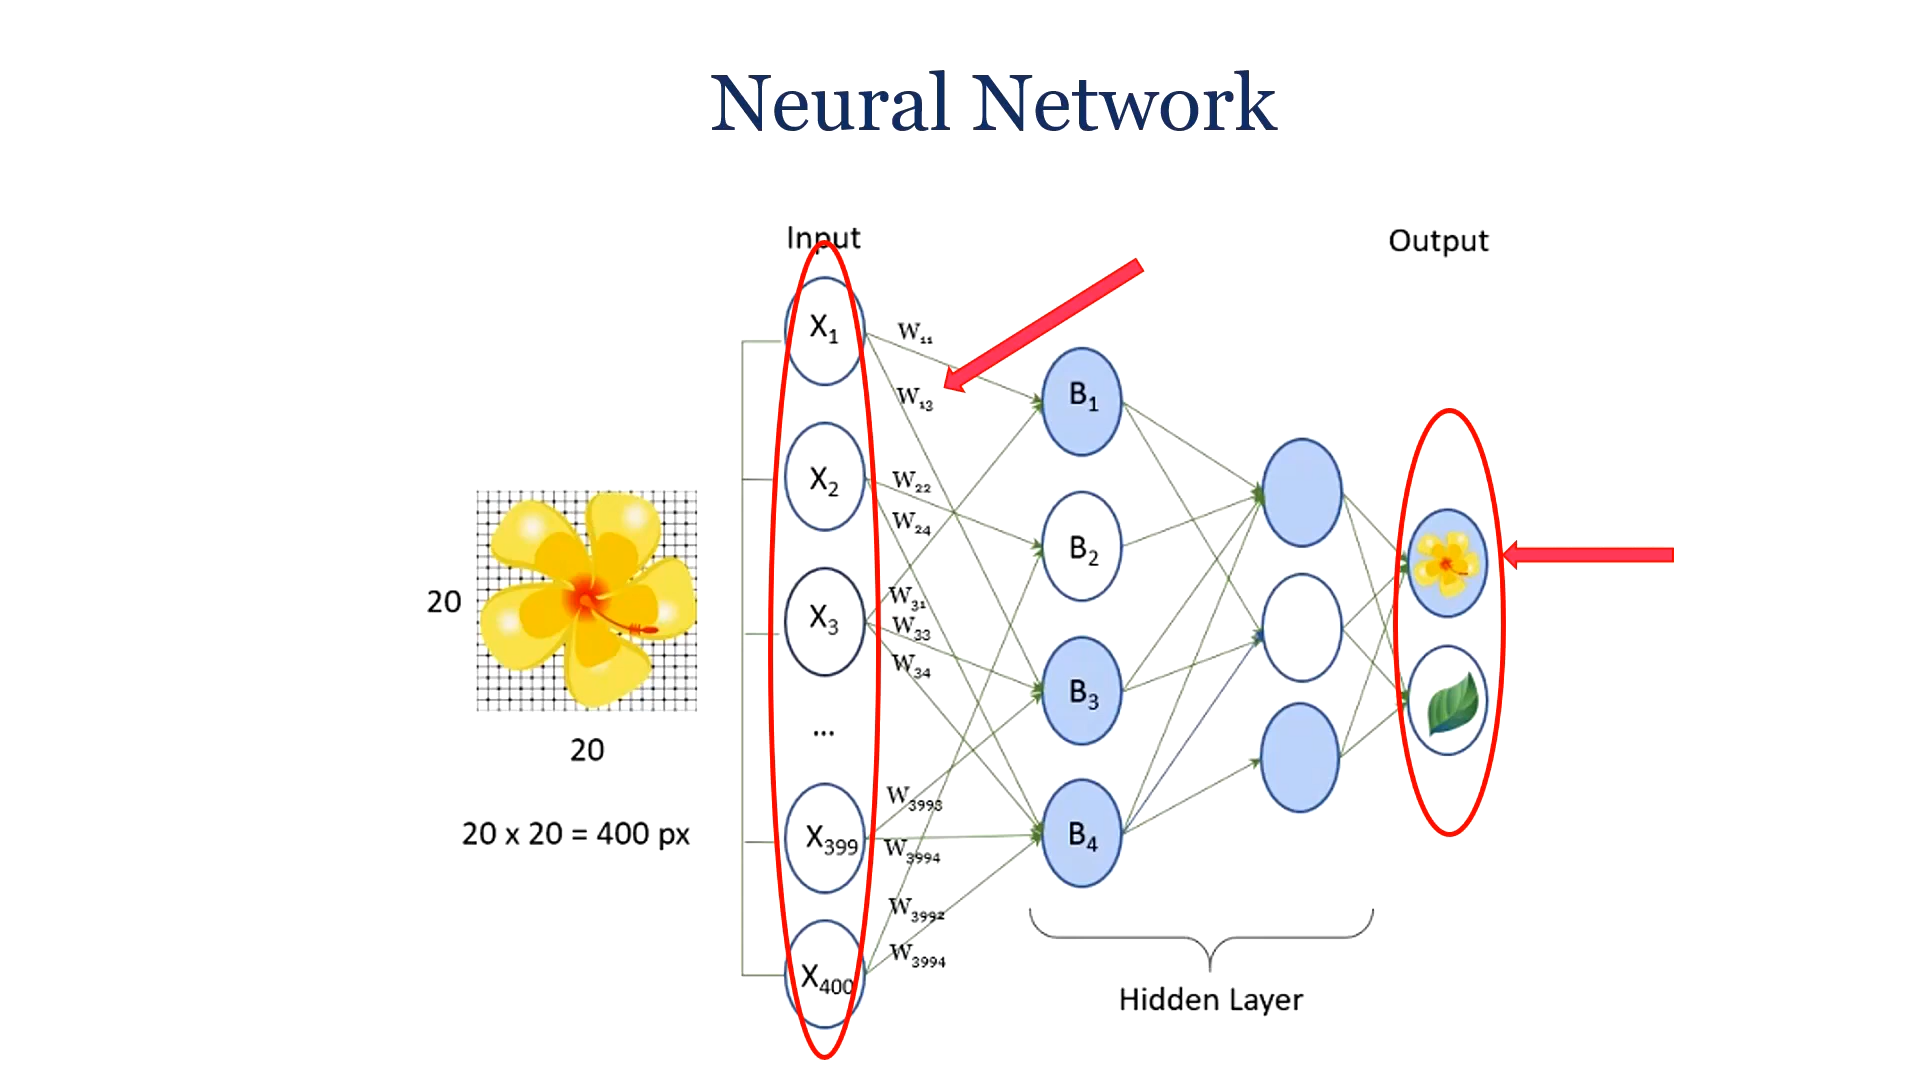 Neural Network
Input
Output
X1
W11
W13
B1
X2
W22
W24
B2
20
X3
W31
W33
W34
B3
...
20
20 x 20 = 400 px
X399
W3993
W3994
B4
X400
W3992
W3994
Hidden Layer